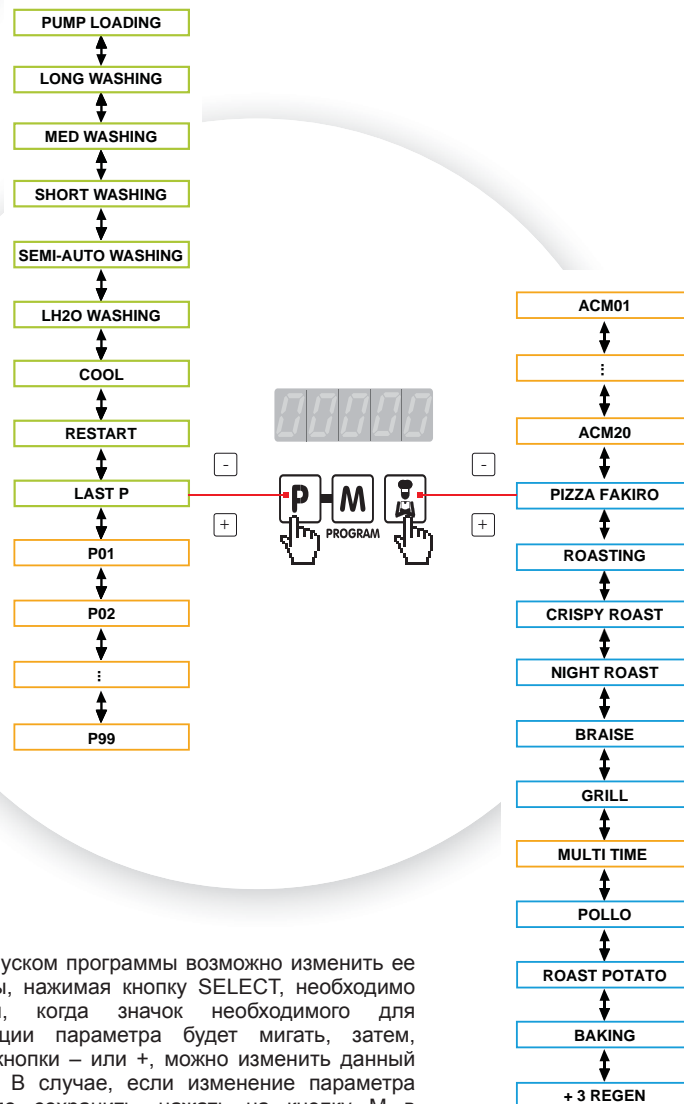 PUMP LOADING
LONG WASHING
MED WASHING
SHORT WASHING
SEMI-AUTO WASHING
LH2O WASHING
COOL
RESTART
LAST P
P01
P02
...
P99
-
+
00000
P M
PROGRAM
-
+
ACM01
...
ACM20
PIZZA FAKIRO
ROASTING
CRISPY ROAST
NIGHT ROAST
BRAISE
GRILL
MULTI TIME
POLLO
ROAST POTATO
BAKING
+ 3 REGEN
программы возможно изменить ее
нажимая кнопку SELECT, необходимо
когда значок необходимого для
параметра будет мигать, затем,
кнопки – или +, можно изменить данный
В случае, если изменение параметра